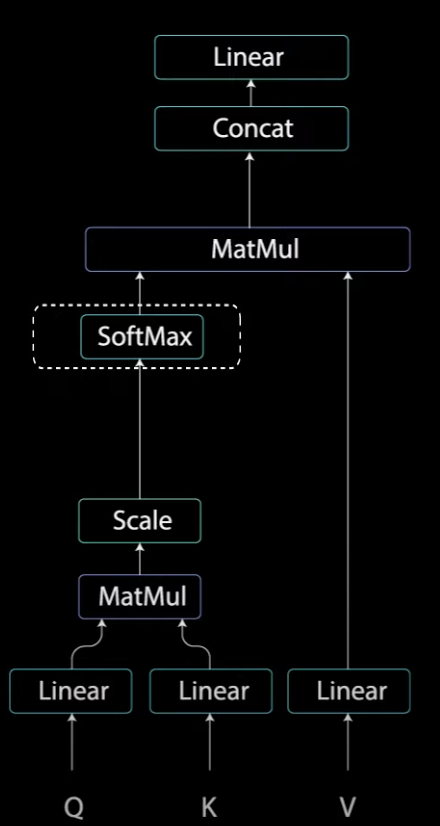 Linear
Concat
MatMul
SoftMax
Scale
MatMul
Linear Linear Linear
Q K V